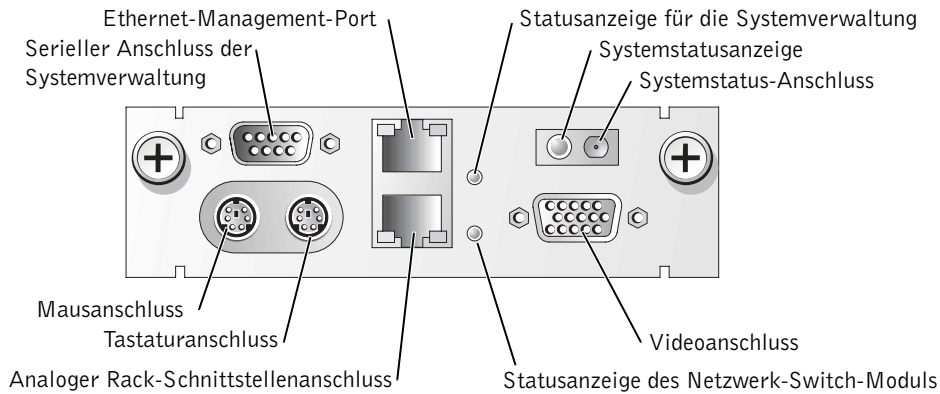 Ethernet-Management-Port
Statusanzeige für die Systemverwaltung
Serieller Anschluss der
Systemverwaltung
Systemstatusanzeige
Systemstatus-Anschluss
Mausanschluss
Tastaturanschluss
Videoanschluss
Analoger Rack-Schnittstellenanschluss
Statusanzeige des Netzwerk-Switch-Moduls